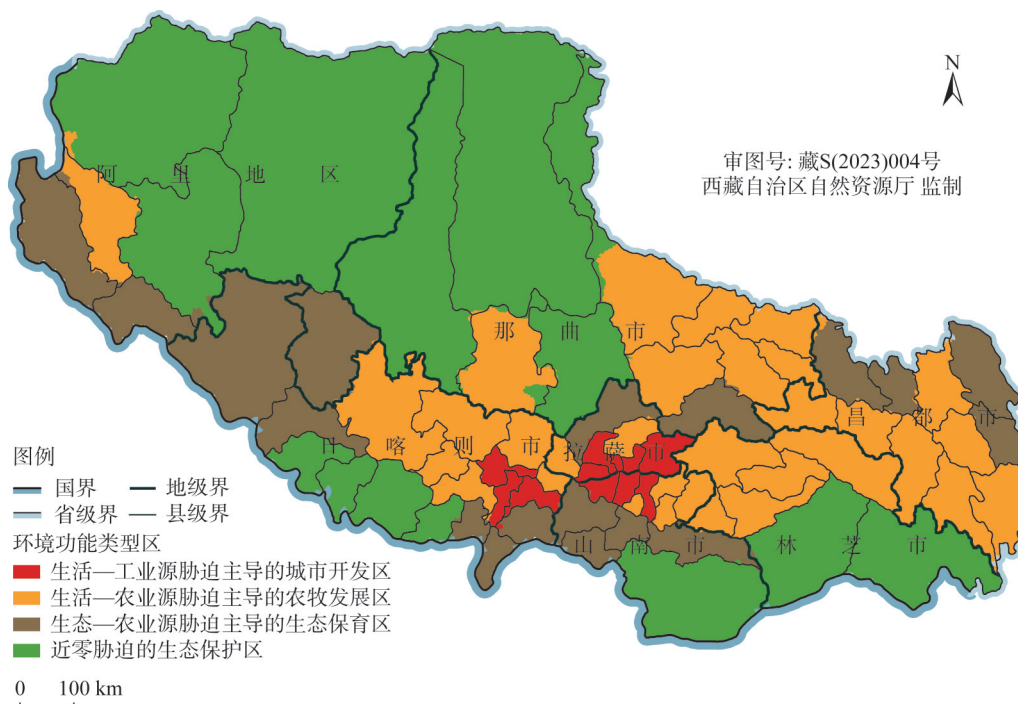 N
审图号: 藏S(2023)004号
西藏自治区自然资源厅 监制
阿里地区
那曲市
昌都市
日喀则市
拉萨市
山南市
林芝市
图例
国界 地级界
省级界 县级界
环境功能类型区
生活—工业源胁迫主导的城市开发区
生活—农业源胁迫主导的农牧发展区
生态—农业源胁迫主导的生态保育区
近零胁迫的生态保护区
0 100 km